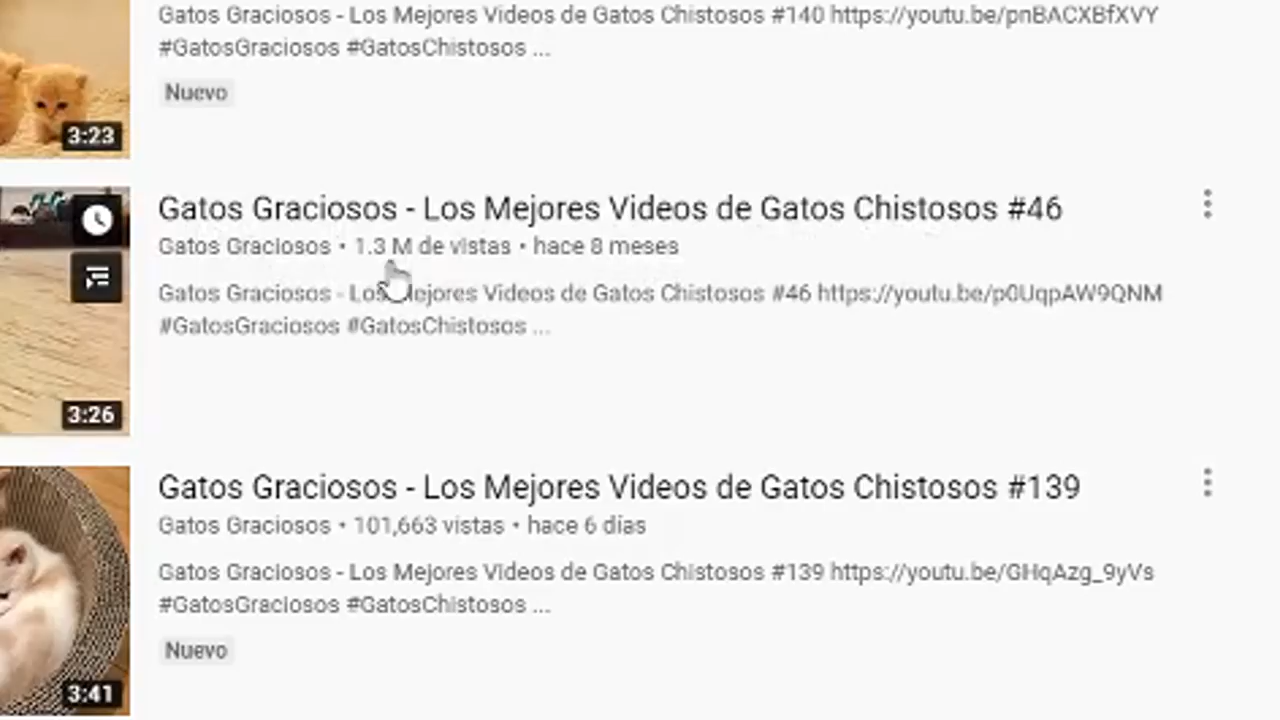 Gatos Graciosos - Los Mejores Videos de Gatos Chistosos #140 https://youtu.be/pnBACXBfXVY
#GatosGraciosos #GatosChistosos ...
Nuevo
3:23
Gatos Graciosos - Los Mejores Videos de Gatos Chistosos #46
Gatos Graciosos • 1.3 M de vistas • hace 8 meses
Gatos Graciosos - Los Mejores Videos de Gatos Chistosos #46 https://youtu.be/p0UqpAW9QNM
#GatosGraciosos #GatosChistosos ...
3:26
Gatos Graciosos - Los Mejores Videos de Gatos Chistosos #139
Gatos Graciosos • 101,663 vistas • hace 6 días
Gatos Graciosos - Los Mejores Videos de Gatos Chistosos #139 https://youtu.be/GHqAzg_9yVs
#GatosGraciosos #GatosChistosos ...
Nuevo
3:41